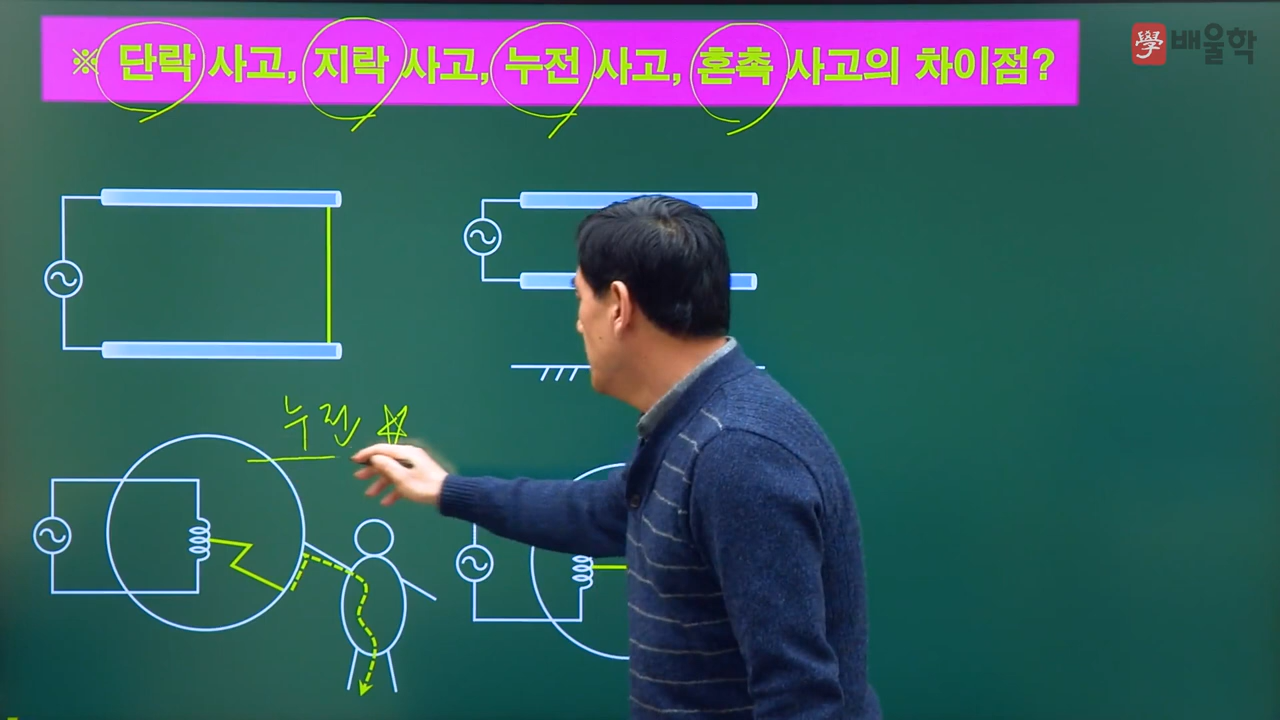 ※ 단락 사고, 지락 사고, 누전 사고, 혼촉 사고의 차이점?
學 배울학
누전